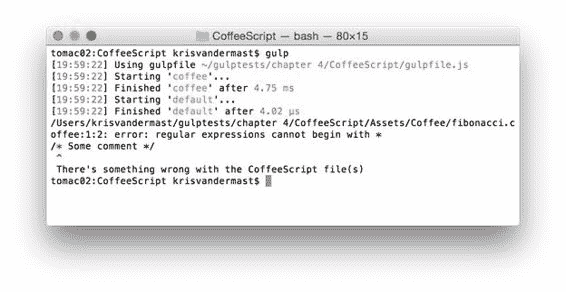 CoffeeScript — bash — 80×15
tomac02:CoffeeScript krisvandermast$ gulp
[19:59:22] Using gulpfile ~/gulptests/chapter 4/CoffeeScript/gulpfile.js
[19:59:22] Starting 'coffee'...
[19:59:22] Finished 'coffee' after 4.75 ms
[19:59:22] Starting 'default'...
[19:59:22] Finished 'default' after 4.02 μs
/Users/krisvandermast/gulptests/chapter 4/CoffeeScript/Assets/Coffee/fibonacci.c
offee:1:2: error: regular expressions cannot begin with *
/* Some comment */
 ^
 There's something wrong with the CoffeeScript file(s)
tomac02:CoffeeScript krisvandermast$